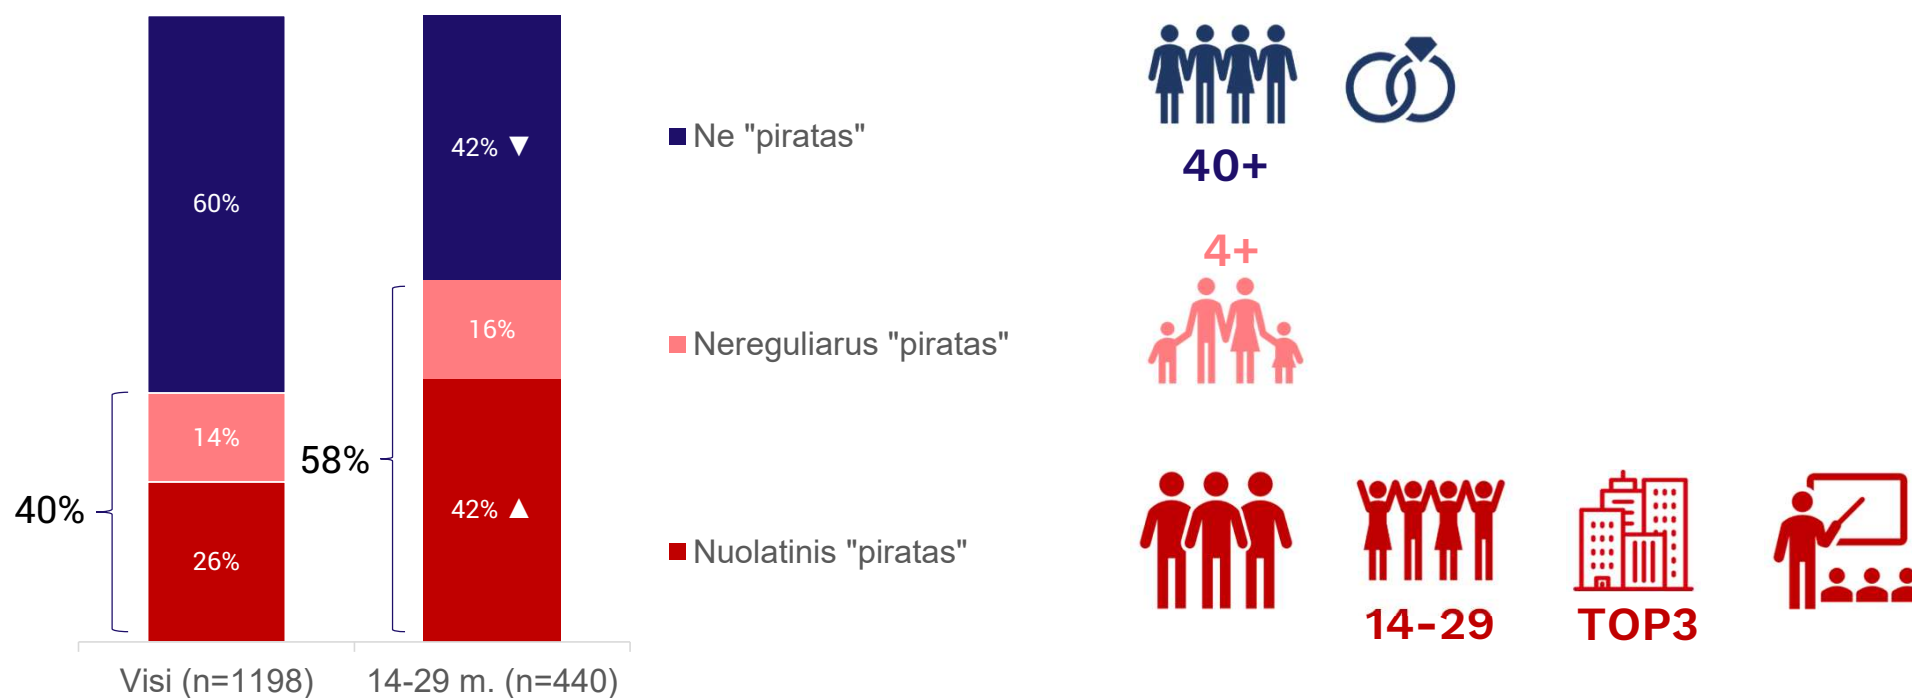 60%
14%
26%
40%
42% ▼
16%
42% ▲
58%
Visi (n=1198)
14-29 m. (n=440)
Ne "piratas"
Nereguliarus "piratas"
Nuolatinis "piratas"
40+
4+
14-29
TOP3